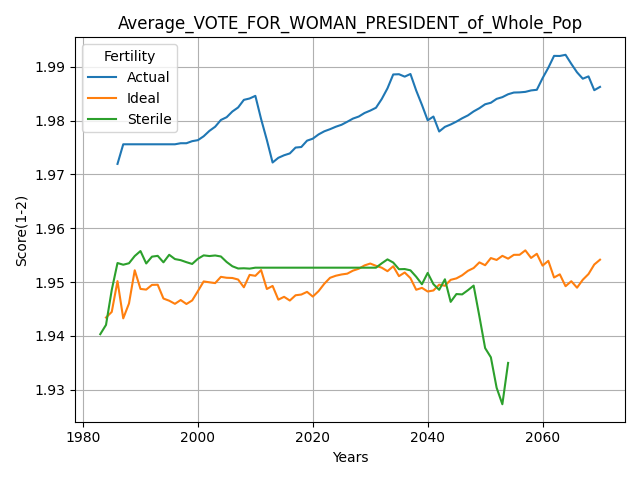 Average_VOTE_FOR_WOMAN_PRESIDENT_of_Whole_Pop
Fertility
Actual
Ideal
Sterile
Score(1-2)
1.99
1.98
1.97
1.96
1.95
1.94
1.93
1980
2000
2020
2040
2060
Years